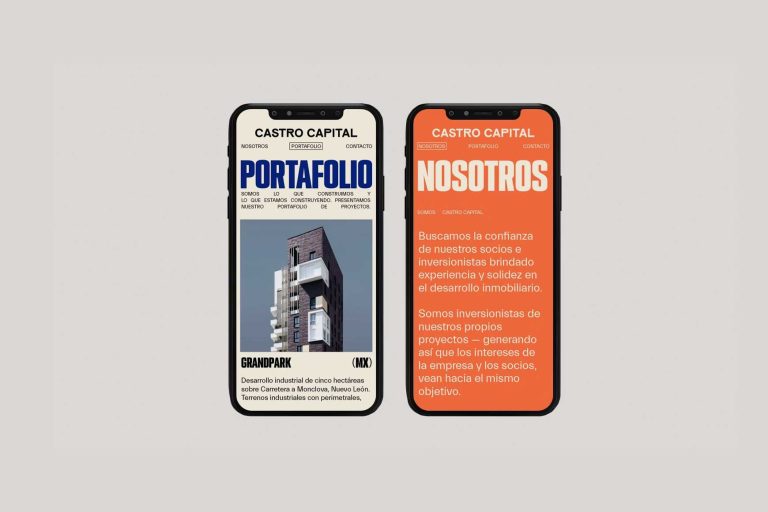 CASTRO CAPITAL
NOSOTROS PORTAFOLIO CONTACTO
PORTAFOLIO
SOMOS LO QUE CONSTRUIMOS Y
LO QUE ESTAMOS CONSTRUYENDO. PRESENTAMOS
NUESTRO PORTAFOLIO DE PROYECTOS.
GRANDPARK (MX)
Desarrollo industrial de cinco hectáreas
sobre Carretera a Monclova, Nuevo León.
Terrenos industriales con perimetrales,
CASTRO CAPITAL
NOSOTROS PORTAFOLIO CONTACTO
NOSOTROS
SOMOS CASTRO CAPITAL
Buscamos la confianza
de nuestros socios e
inversionistas brindado
experiencia y solidez en
el desarrollo inmobiliario.
Somos inversionistas de
nuestros propios
proyectos — generando
así que los intereses de
la empresa y los socios,
vean hacia el mismo
objetivo.